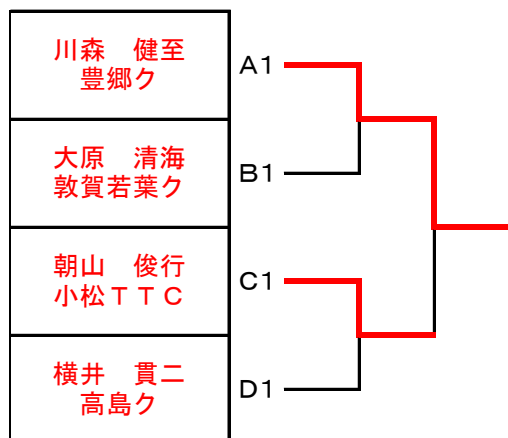 川森　健至
豊郷ク
A1
大原　清海
敦賀若葉ク
B1
朝山　俊行
小松ＴＴＣ
C1
横井　貫二
高島ク
D1